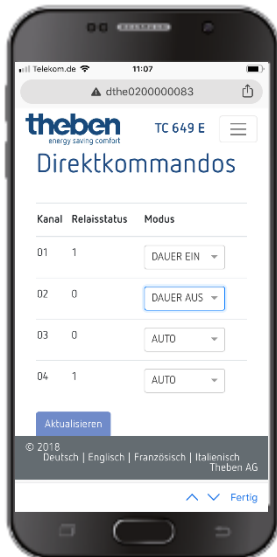 Telekom.de 11:07
dthe0200000083
theben TC 649 E
energy saving comfort
Direktkommandos
Kanal Relaisstatus Modus
01 1 DAUER EIN
02 0 DAUER AUS
03 0 AUTO
04 1 AUTO
Aktualisieren
© 2018
Deutsch | Englisch | Französisch | Italienisch
Theben AG
Fertig